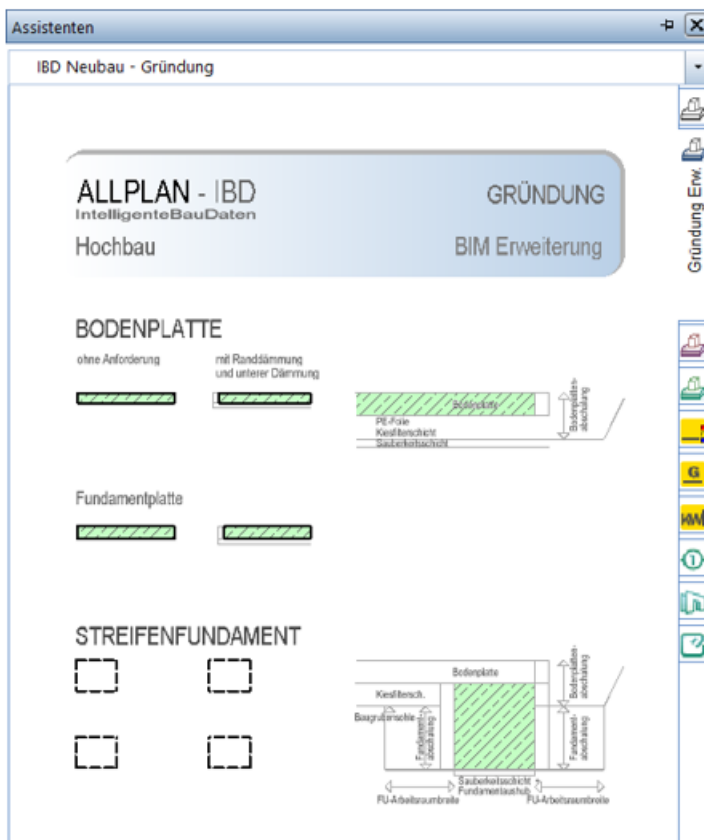 Assistenten
IBD Neubau - Gründung
Gründung Erw.
ALLPLAN - IBD
IntelligenteBauDaten
GRÜNDUNG
Hochbau
BIM Erweiterung
BODENPLATTE
ohne Anforderung
mit Randdämmung
und unterer Dämmung
Bodenplatte
PE-Folie
Kiesfilterschicht
Sauberkeitsschicht
Bodenplatten-
abschalung
Fundamentplatte
G
KWL
1
STREIFENFUNDAMENT
Bodenplatte
Kiesfiltersch.
Baugrubensohle
Fundament-
abschalung
Bodenplatten-
abschalung
Fundament-
abschalung
Sauberkeitsschicht +
Fundamentaushub
FU-Arbeitsraumbreite
FU-Arbeitsraumbreite